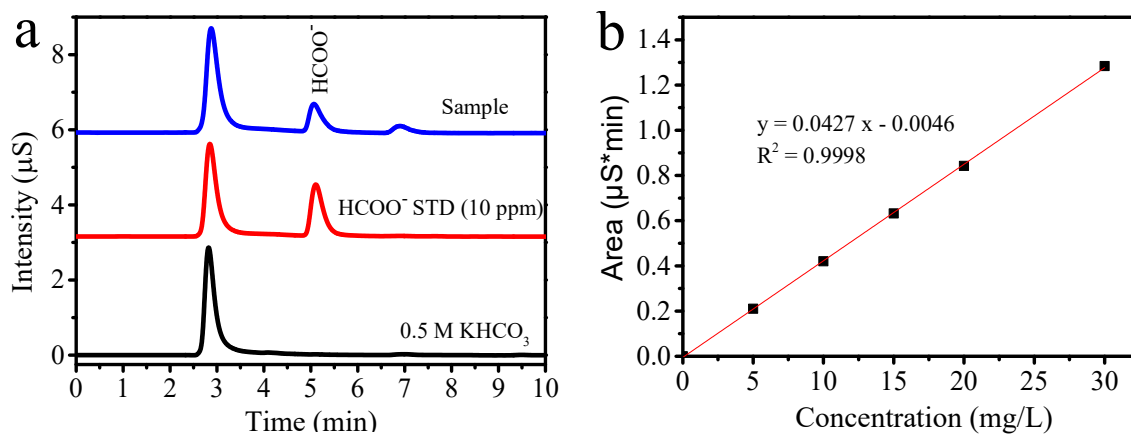 a
Intensity (µS)
8
6
4
2
0
HCOO⁻
Sample
HCOO⁻ STD (10 ppm)
0.5 M KHCO₃
0 1 2 3 4 5 6 7 8 9 10
Time (min)
b
Area (µS*min)
1.4
1.2
1.0
0.8
0.6
0.4
0.2
0.0
y = 0.0427 x - 0.0046
R² = 0.9998
0 5 10 15 20 25 30
Concentration (mg/L)